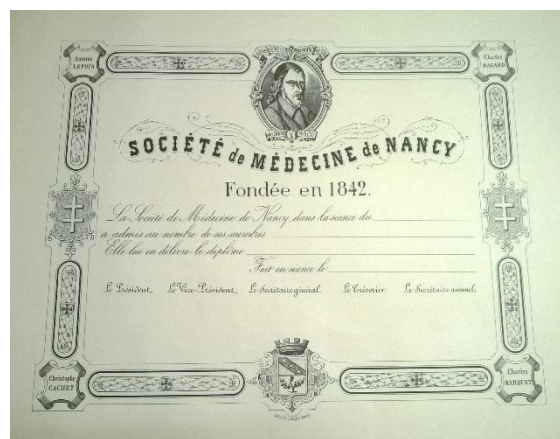 Antoine
LEPOIS
Charles
BAGARD
SOCIÉTÉ de MÉDECINE de NANCY
Fondée en 1842.
La Société de Médecine de Nancy, dans la séance du
a admis au nombre de ses membres
Elle lui en délivre le diplôme
Fait en séance le
Le Président, Le Vice-Président, Le Secrétaire général, Le Trésorier, Le Secrétaire annuel,
Christophe
CACHET
Charles
MARQUET